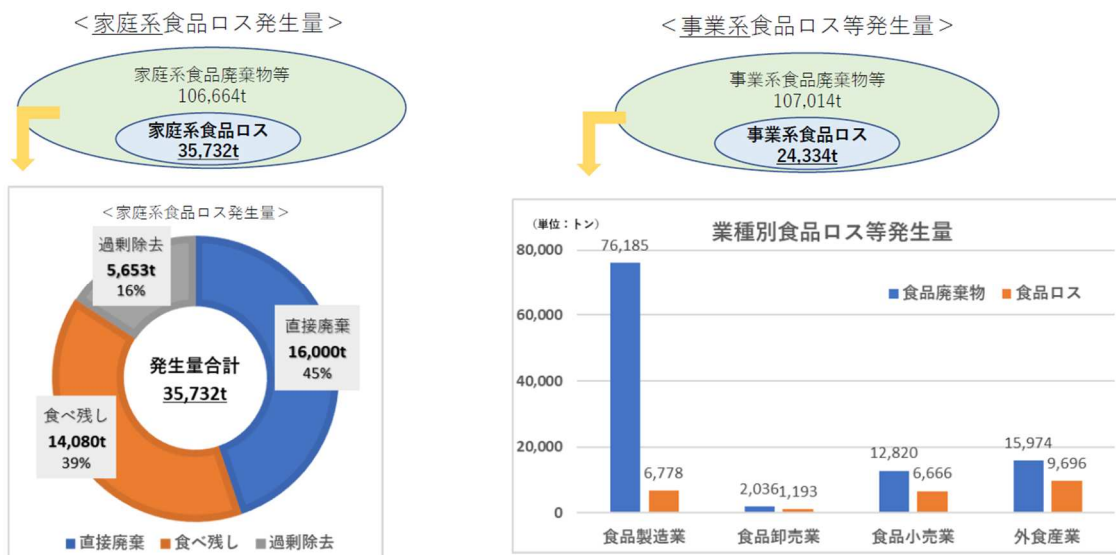 ＜家庭系食品ロス発生量＞
家庭系食品廃棄物等
106,664t
家庭系食品ロス
35,732t
＜家庭系食品ロス発生量＞
過剰除去
5,653t
16%
直接廃棄
16,000t
45%
発生量合計
35,732t
食べ残し
14,080t
39%
■直接廃棄 ■食べ残し ■過剰除去
＜事業系食品ロス等発生量＞
事業系食品廃棄物等
107,014t
事業系食品ロス
24,334t
（単位：トン）
業種別食品ロス等発生量
■食品廃棄物 ■食品ロス
80,000
60,000
40,000
20,000
0
76,185
6,778
2,036
1,193
12,820
6,666
15,974
9,696
食品製造業 食品卸売業 食品小売業 外食産業